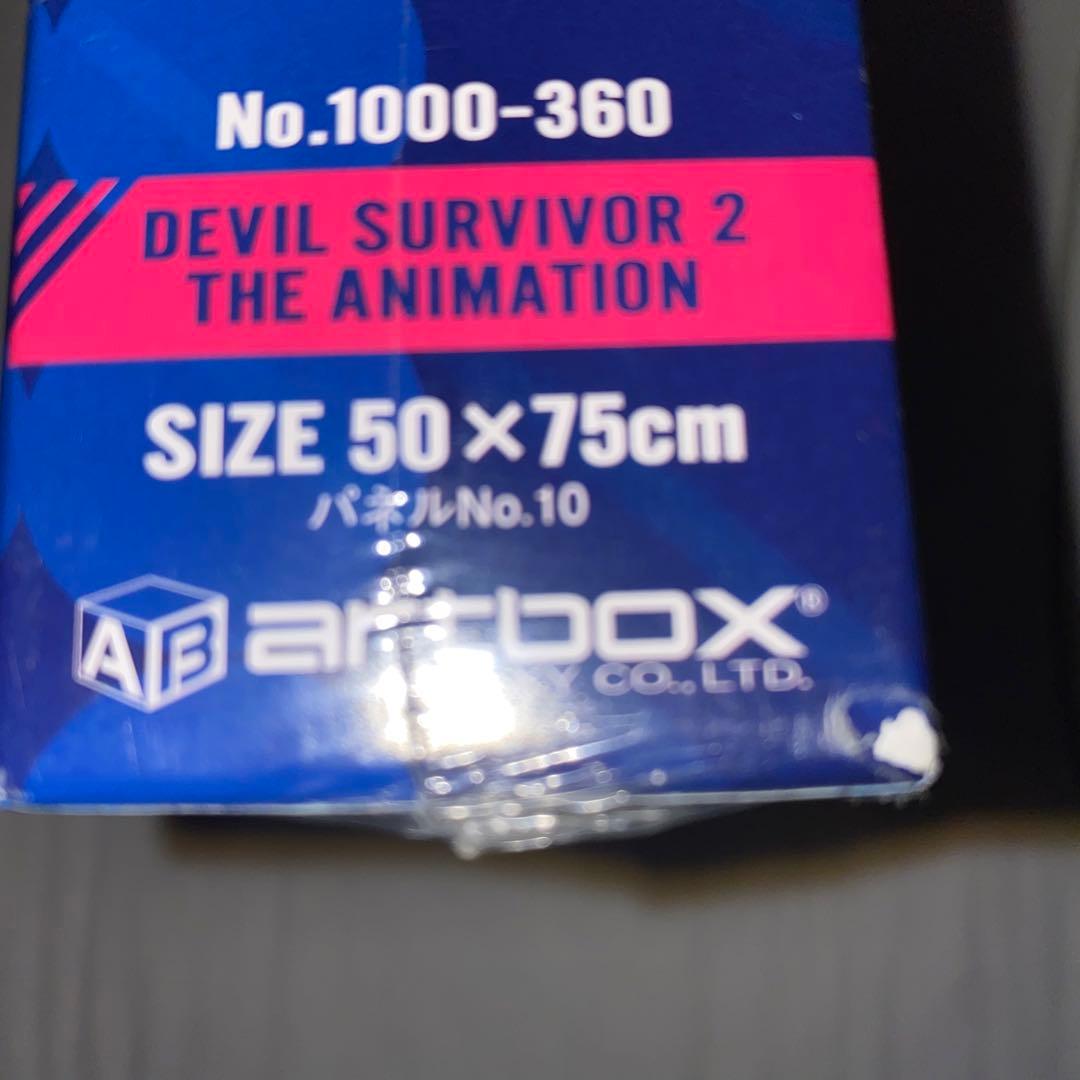 No.1000-360
DEVIL SURVIVOR 2
THE ANIMATION
SIZE 50×75cm
パネルNo.10
AB artbox®
CO., LTD.